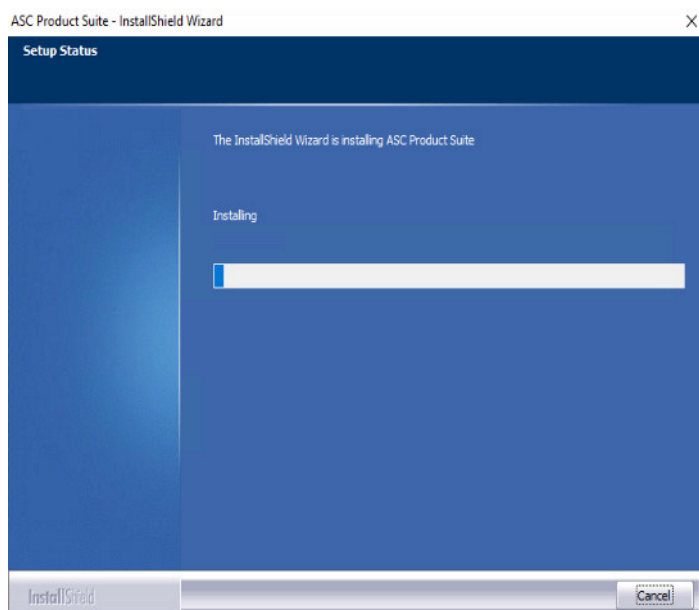 ASC Product Suite - InstallShield Wizard
Setup Status
The InstallShield Wizard is installing ASC Product Suite
Installing
InstallShield
Cancel